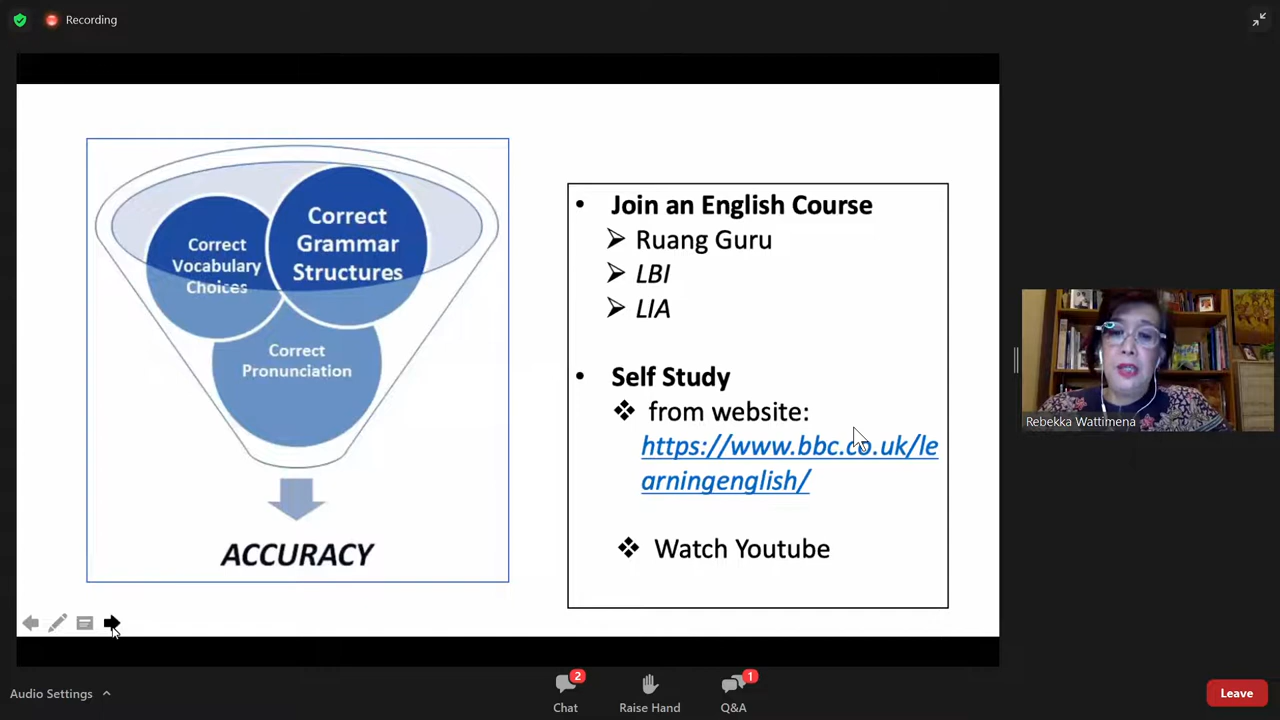 Recording
Correct
Vocabulary
Choices
Correct
Grammar
Structures
Correct
Pronunciation
ACCURACY
• Join an English Course
➢ Ruang Guru
➢ LBI
➢ LIA
• Self Study
❖ from website:
https://www.bbc.co.uk/le
arningenglish/
❖ Watch Youtube
Rebekka Wattimena
Audio Settings
2
Chat
Raise Hand
1
Q&A
Leave